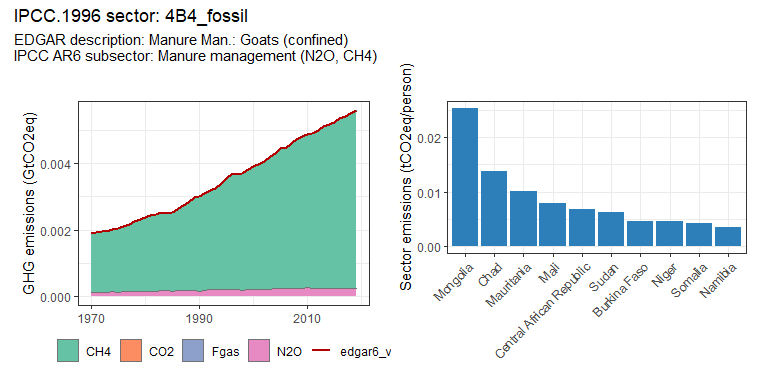 IPCC.1996 sector: 4B4_fossil
EDGAR description: Manure Man.: Goats (confined)
IPCC AR6 subsector: Manure management (N2O, CH4)
GHG emissions (GtCO2eq)
0.004
0.002
0.000
1970
1990
2010
CH4
CO2
Fgas
N2O
edgar6_v
Sector emissions (tCO2eq/person)
0.02
0.01
0.00
Mongolia
Chad
Mauritania
Mali
Central African Republic
Sudan
Burkina Faso
Niger
Somalia
Namibia